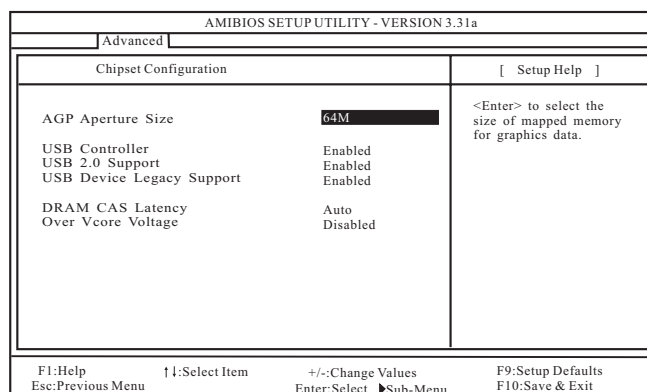 AMIBIOS SETUP UTILITY - VERSION 3.31a
Advanced
Chipset Configuration
[ Setup Help ]
AGP Aperture Size 64M
USB Controller Enabled
USB 2.0 Support Enabled
USB Device Legacy Support Enabled
DRAM CAS Latency Auto
Over Vcore Voltage Disabled
<Enter> to select the
size of mapped memory
for graphics data.
F1:Help ↑↓:Select Item +/-:Change Values F9:Setup Defaults
Esc:Previous Menu Enter:Select ▶Sub-Menu F10:Save & Exit